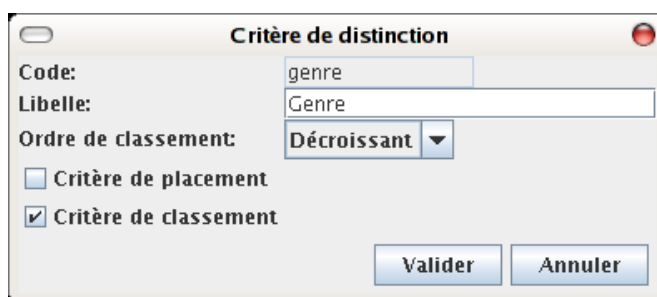 Critère de distinction
Code: genre
Libelle: Genre
Ordre de classement: Décroissant
Critère de placement
Critère de classement
Valider Annuler